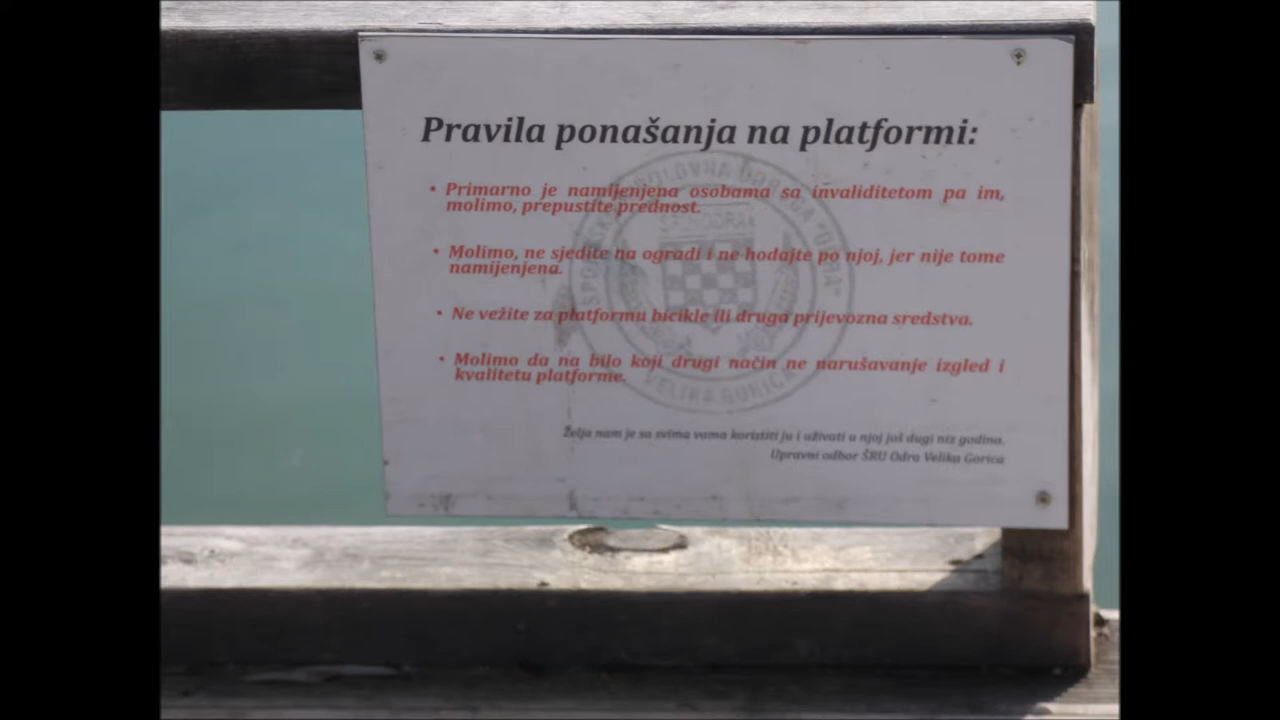 Pravila ponašanja na platformi:
• Primarno je namijenjena osobama sa invaliditetom pa im,
molimo, prepustite prednost.
• Molimo, ne sjedite na ogradi i ne hodajte po njoj, jer nije tome
namijenjena.
• Ne vežite za platformu bicikle ili druga prijevozna sredstva.
• Molimo da na bilo koji drugi način ne narušavanje izgled i
kvalitetu platforme.
Želja nam je sa svima vama koristiti ju i uživati u njoj još dugi niz godina.
Upravni odbor ŠRU Odra Velika Gorica
VELIKA GORICA